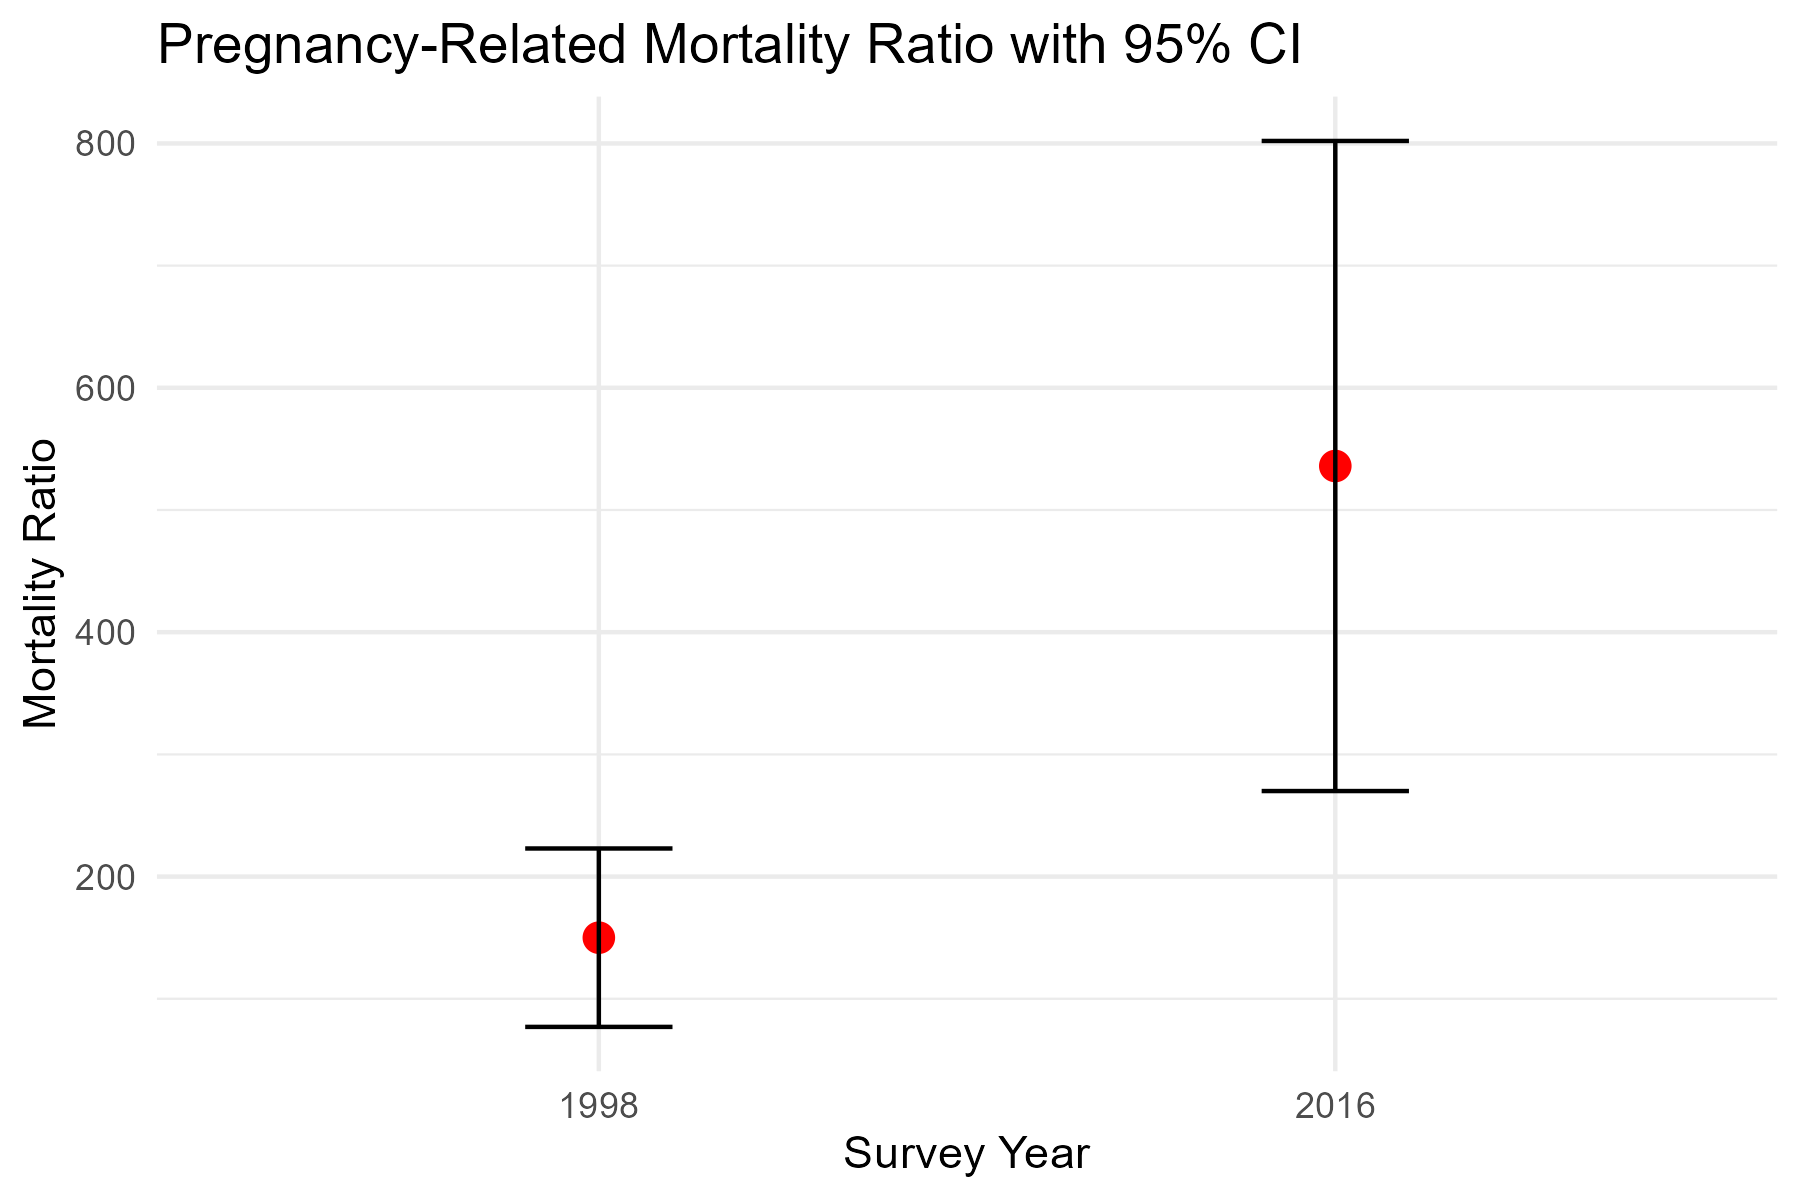 Pregnancy-Related Mortality Ratio with 95% CI
Mortality Ratio
800
600
400
200
1998
2016
Survey Year